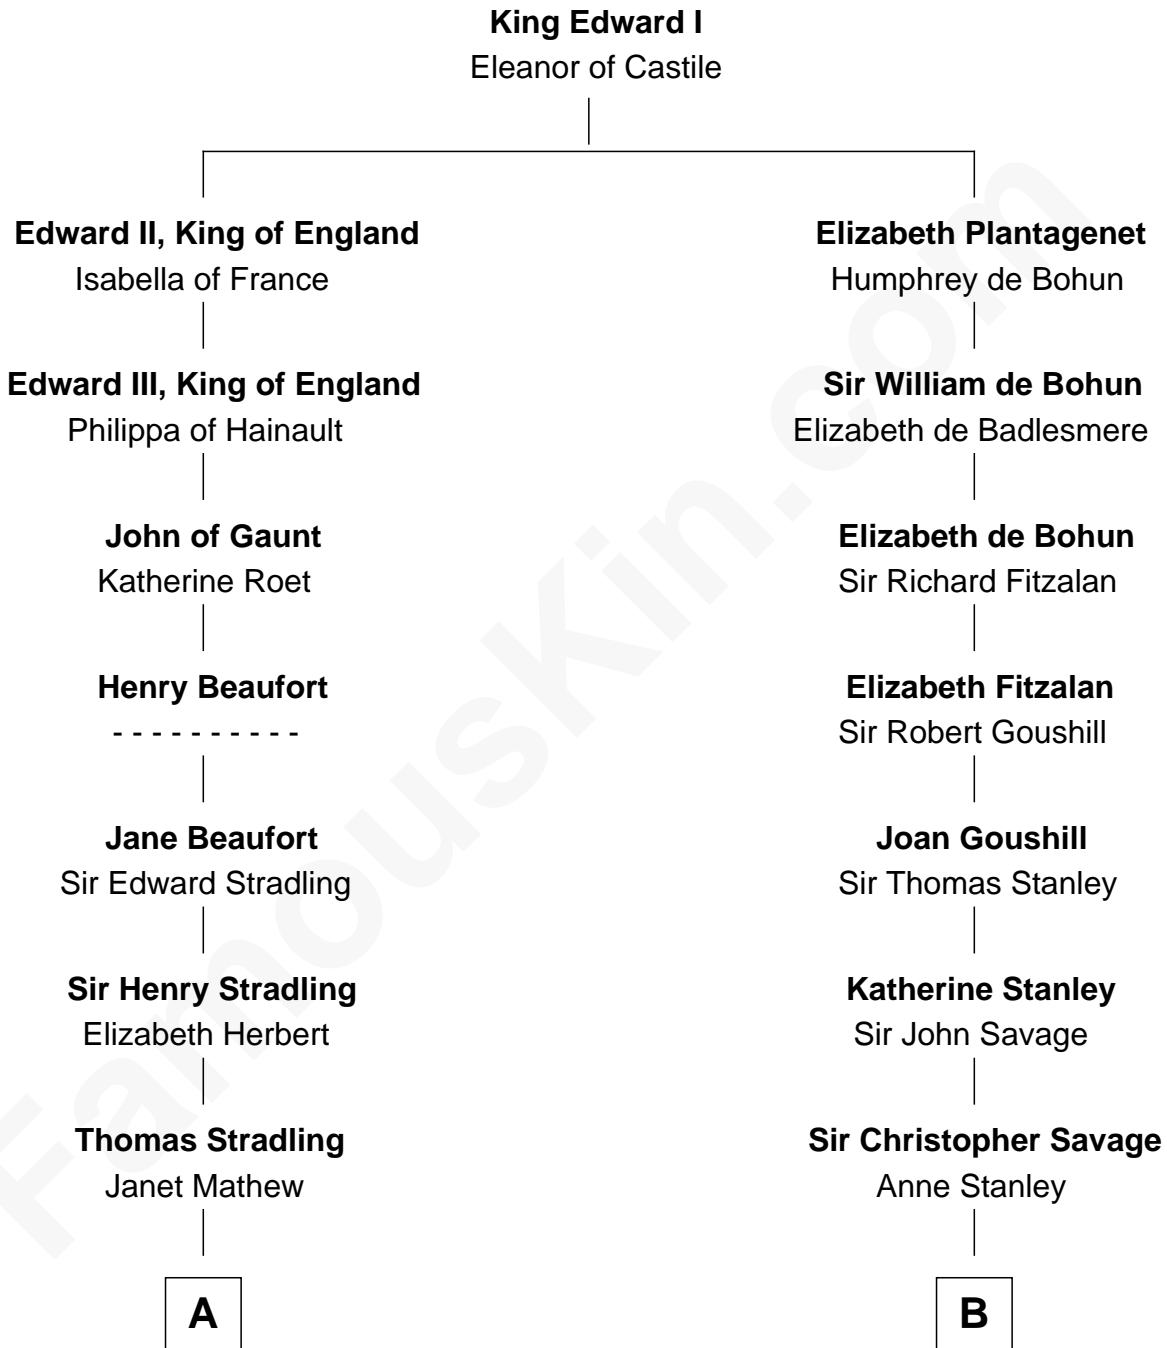 King Edward I
Eleanor of Castile
Edward II, King of England
Isabella of France
Elizabeth Plantagenet
Humphrey de Bohun
Edward III, King of England
Philippa of Hainault
Sir William de Bohun
Elizabeth de Badlesmere
John of Gaunt
Katherine Roet
Elizabeth de Bohun
Sir Richard Fitzalan
Henry Beaufort
- - - - - - - - - -
Elizabeth Fitzalan
Sir Robert Goushill
Jane Beaufort
Sir Edward Stradling
Joan Goushill
Sir Thomas Stanley
Sir Henry Stradling
Elizabeth Herbert
Katherine Stanley
Sir John Savage
Thomas Stradling
Janet Mathew
Sir Christopher Savage
Anne Stanley
A
B
FamousKin.com